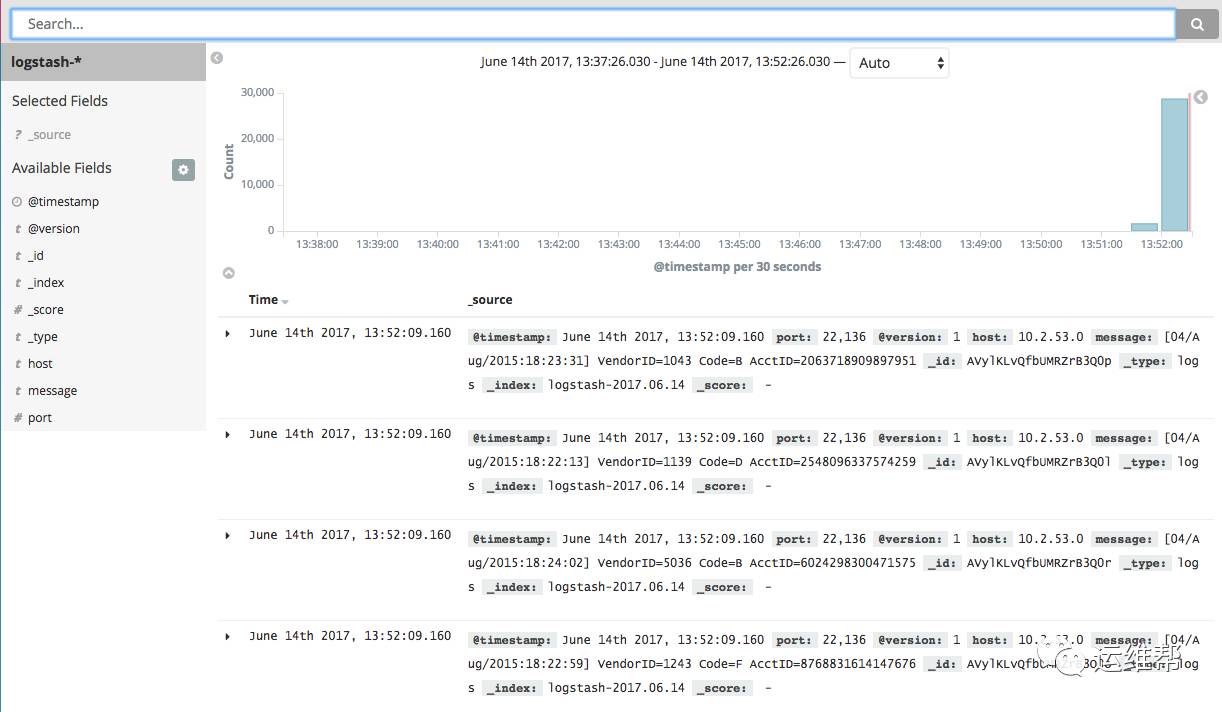 Search...
logstash-*
June 14th 2017, 13:37:26.030 - June 14th 2017, 13:52:26.030 — Auto
Selected Fields
? _source
Available Fields
@timestamp
t @version
t _id
t _index
# _score
t _type
t host
t message
# port
30,000
20,000
10,000
0
Count
13:38:00 13:39:00 13:40:00 13:41:00 13:42:00 13:43:00 13:44:00 13:45:00 13:46:00 13:47:00 13:48:00 13:49:00 13:50:00 13:51:00 13:52:00
@timestamp per 30 seconds
Time _source
June 14th 2017, 13:52:09.160 @timestamp: June 14th 2017, 13:52:09.160 port: 22,136 @version: 1 host: 10.2.53.0 message: [04/A
ug/2015:18:23:31] VendorID=1043 Code=B AcctID=2063718909897951 _id: AVylKLvQfbUMRZrB3Q0p _type: log
s _index: logstash-2017.06.14 _score: -
June 14th 2017, 13:52:09.160 @timestamp: June 14th 2017, 13:52:09.160 port: 22,136 @version: 1 host: 10.2.53.0 message: [04/A
ug/2015:18:22:13] VendorID=1139 Code=D AcctID=2548096337574259 _id: AVylKLvQfbUMRZrB3Q0l _type: log
s _index: logstash-2017.06.14 _score: -
June 14th 2017, 13:52:09.160 @timestamp: June 14th 2017, 13:52:09.160 port: 22,136 @version: 1 host: 10.2.53.0 message: [04/A
ug/2015:18:24:02] VendorID=5036 Code=B AcctID=6024298300471575 _id: AVylKLvQfbUMRZrB3Q0r _type: log
s _index: logstash-2017.06.14 _score: -
June 14th 2017, 13:52:09.160 @timestamp: June 14th 2017, 13:52:09.160 port: 22,136 @version: 1 host: message: [04/A
ug/2015:18:22:59] VendorID=1243 Code=F AcctID=8768831614147676 _id: log
s _index: logstash-2017.06.14 _score: -
运维帮